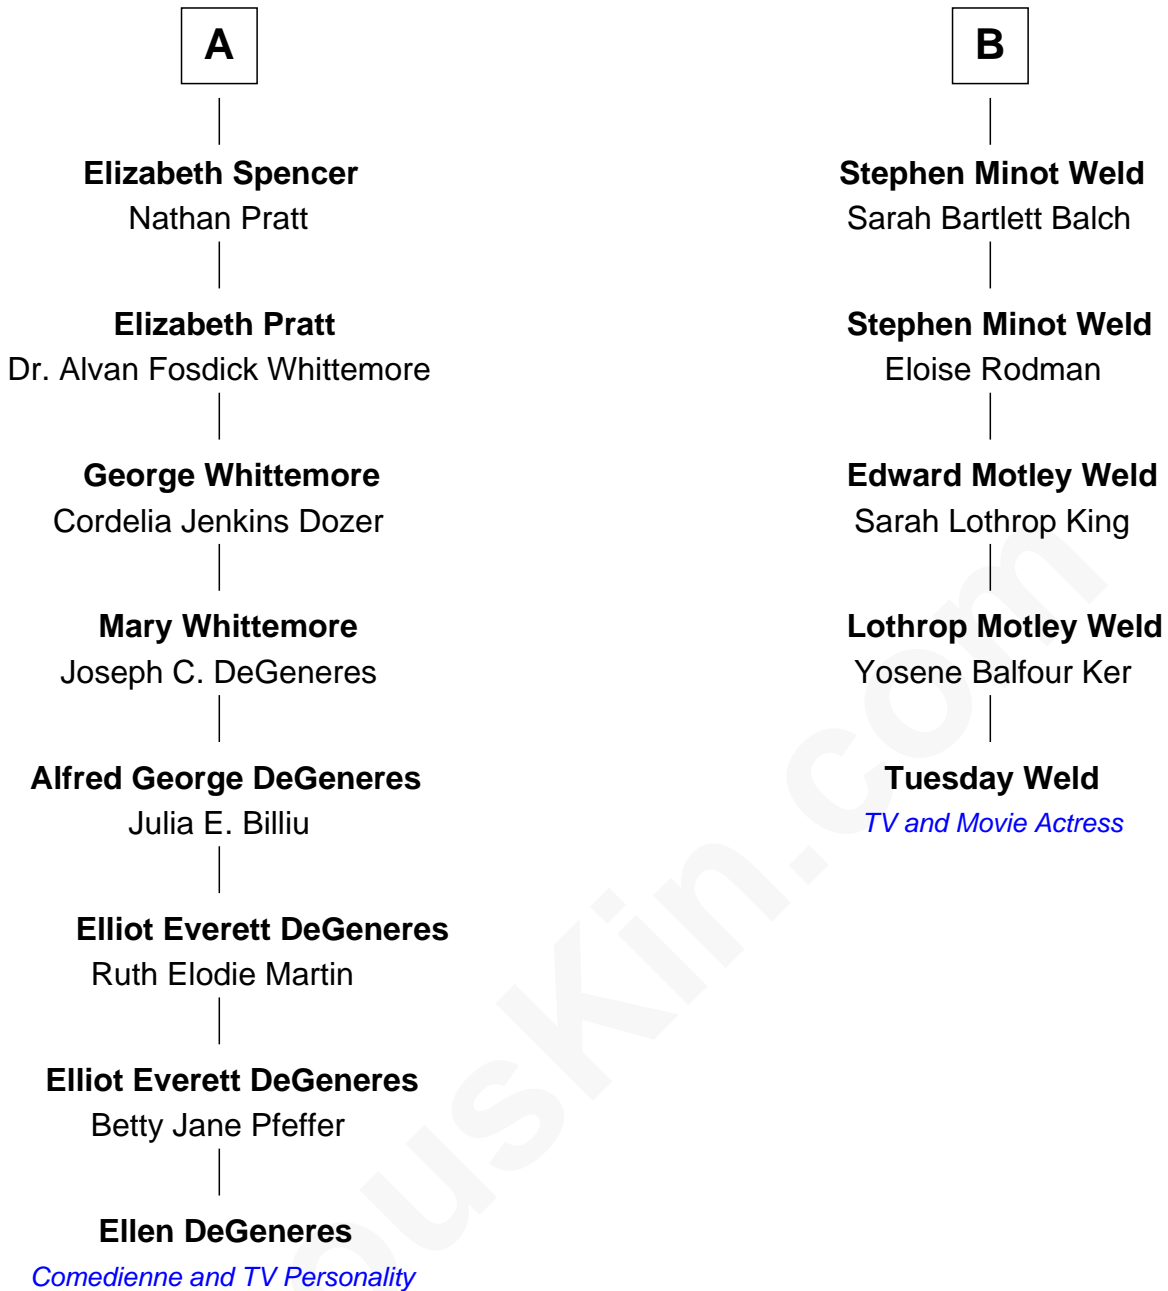 A
Elizabeth Spencer
Nathan Pratt
Elizabeth Pratt
Dr. Alvan Fosdick Whittemore
George Whittemore
Cordelia Jenkins Dozer
Mary Whittemore
Joseph C. DeGeneres
Alfred George DeGeneres
Julia E. Billiu
Elliot Everett DeGeneres
Ruth Elodie Martin
Elliot Everett DeGeneres
Betty Jane Pfeffer
Ellen DeGeneres
Comedienne and TV Personality
B
Stephen Minot Weld
Sarah Bartlett Balch
Stephen Minot Weld
Eloise Rodman
Edward Motley Weld
Sarah Lothrop King
Lothrop Motley Weld
Yosene Balfour Ker
Tuesday Weld
TV and Movie Actress
ousKin.com